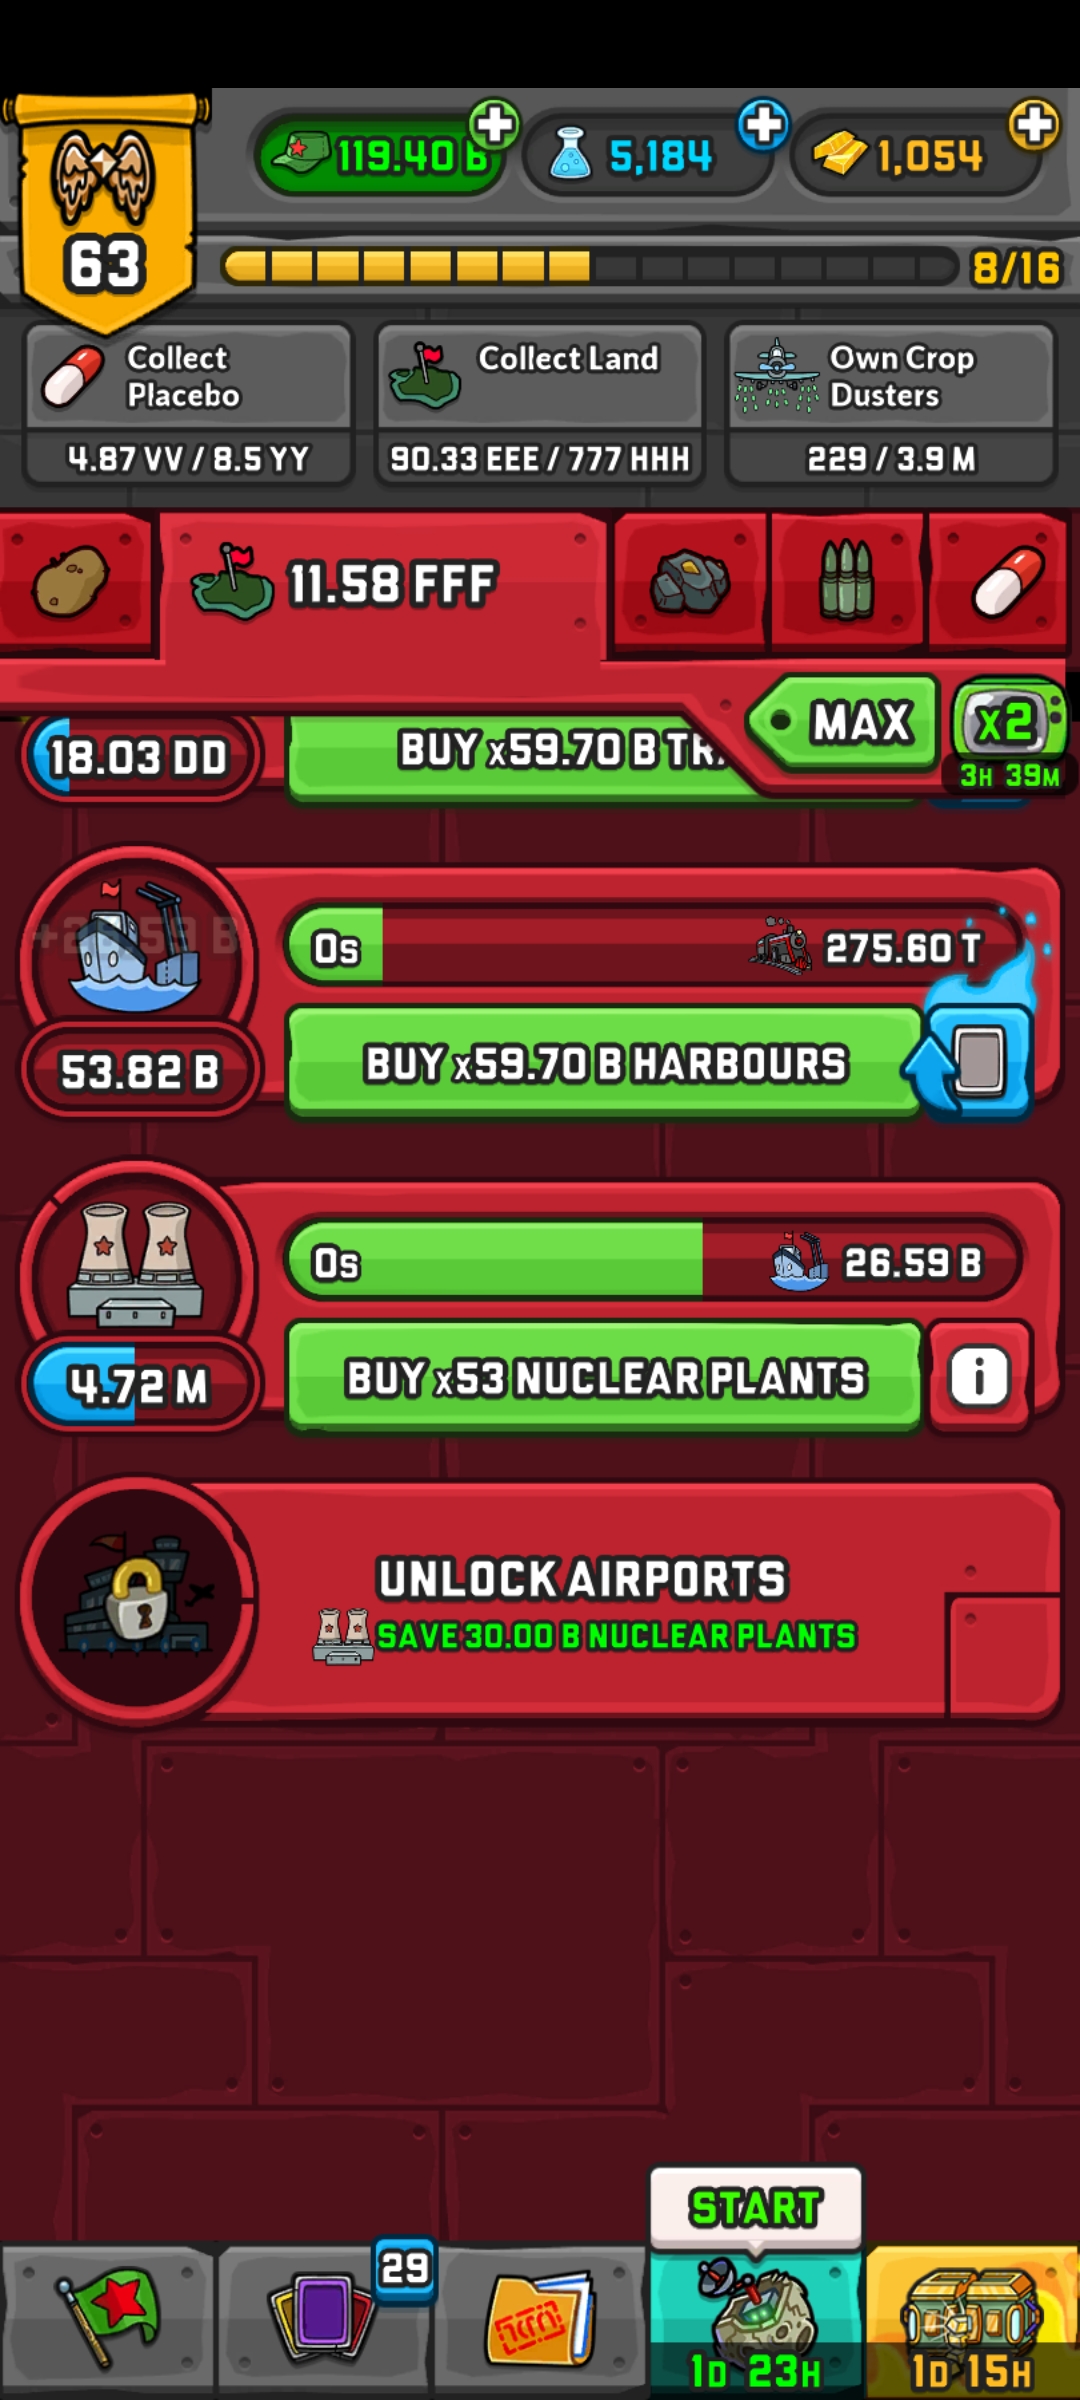 119.40 B
5,184
1,054
63
8/16
Collect
Placebo
4.87 VV / 8.5 YY
Collect Land
90.33 EEE / 777 HHH
Own Crop
Dusters
229 / 3.9 M
11.58 FFF
MAX
x2
3H 39M
18.03 DD
BUY x59.70 B
0s
275.60 T
53.82 B
BUY x59.70 B HARBOURS
0s
26.59 B
4.72 M
BUY x53 NUCLEAR PLANTS
UNLOCK AIRPORTS
SAVE 30.00 B NUCLEAR PLANTS
START
29
1D 23H
1D 15H